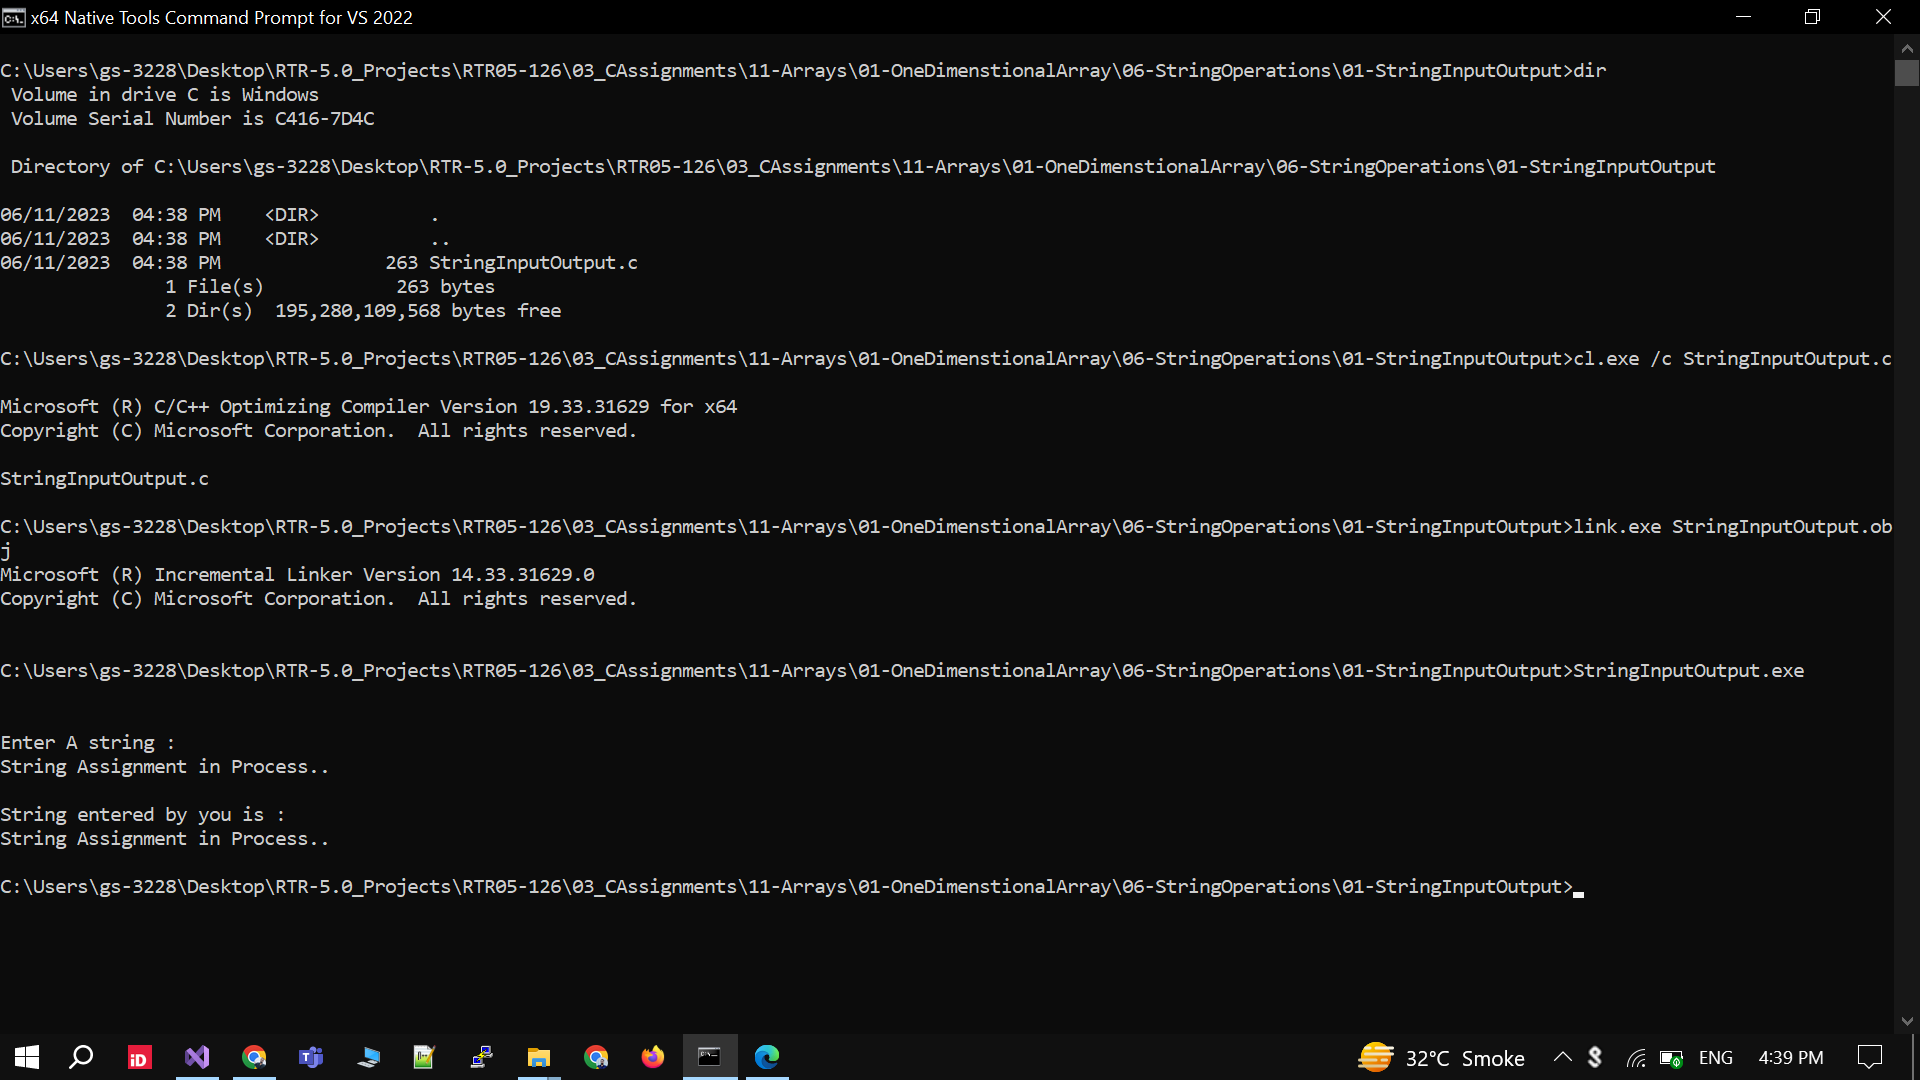 x64 Native Tools Command Prompt for VS 2022
C:\Users\gs-3228\Desktop\RTR-5.0_Projects\RTR05-126\03_CAssignments\11-Arrays\01-OneDimenstionalArray\06-StringOperations\01-StringInputOutput>dir
Volume in drive C is Windows
Volume Serial Number is C416-7D4C
Directory of C:\Users\gs-3228\Desktop\RTR-5.0_Projects\RTR05-126\03_CAssignments\11-Arrays\01-OneDimenstionalArray\06-StringOperations\01-StringInputOutput
06/11/2023  04:38 PM    <DIR>          .
06/11/2023  04:38 PM    <DIR>          ..
06/11/2023  04:38 PM               263 StringInputOutput.c
1 File(s)            263 bytes
2 Dir(s)  195,280,109,568 bytes free
C:\Users\gs-3228\Desktop\RTR-5.0_Projects\RTR05-126\03_CAssignments\11-Arrays\01-OneDimenstionalArray\06-StringOperations\01-StringInputOutput>cl.exe /c StringInputOutput.c
Microsoft (R) C/C++ Optimizing Compiler Version 19.33.31629 for x64
Copyright (C) Microsoft Corporation.  All rights reserved.
StringInputOutput.c
C:\Users\gs-3228\Desktop\RTR-5.0_Projects\RTR05-126\03_CAssignments\11-Arrays\01-OneDimenstionalArray\06-StringOperations\01-StringInputOutput>link.exe StringInputOutput.ob
j
Microsoft (R) Incremental Linker Version 14.33.31629.0
Copyright (C) Microsoft Corporation.  All rights reserved.
C:\Users\gs-3228\Desktop\RTR-5.0_Projects\RTR05-126\03_CAssignments\11-Arrays\01-OneDimenstionalArray\06-StringOperations\01-StringInputOutput>StringInputOutput.exe
Enter A string :
String Assignment in Process..
String entered by you is :
String Assignment in Process..
C:\Users\gs-3228\Desktop\RTR-5.0_Projects\RTR05-126\03_CAssignments\11-Arrays\01-OneDimenstionalArray\06-StringOperations\01-StringInputOutput>
iD 32°C Smoke ENG 4:39 PM